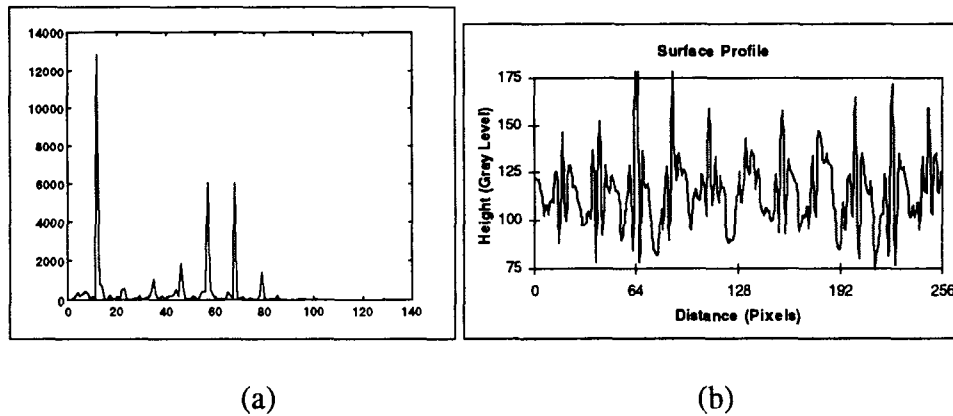 14000
12000
10000
8000
6000
4000
2000
0
0 20 40 60 80 100 120 140
Surface Profile
Height (Gray Level)
175
150
125
100
75
0 64 128 192 256
Distance (Pixels)
(a) (b)